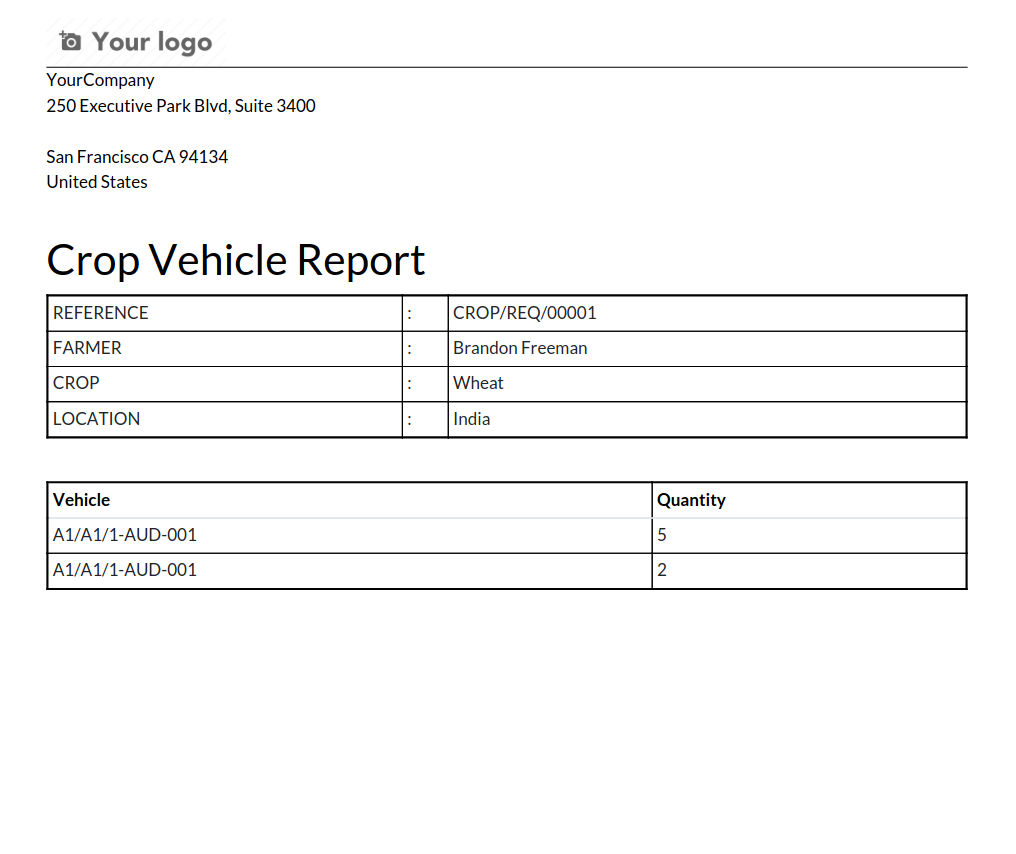 Your logo
YourCompany
250 Executive Park Blvd, Suite 3400
San Francisco CA 94134
United States
Crop Vehicle Report
REFERENCE : CROP/REQ/00001
FARMER : Brandon Freeman
CROP : Wheat
LOCATION : India
Vehicle Quantity
A1/A1/1-AUD-001 5
A1/A1/1-AUD-001 2